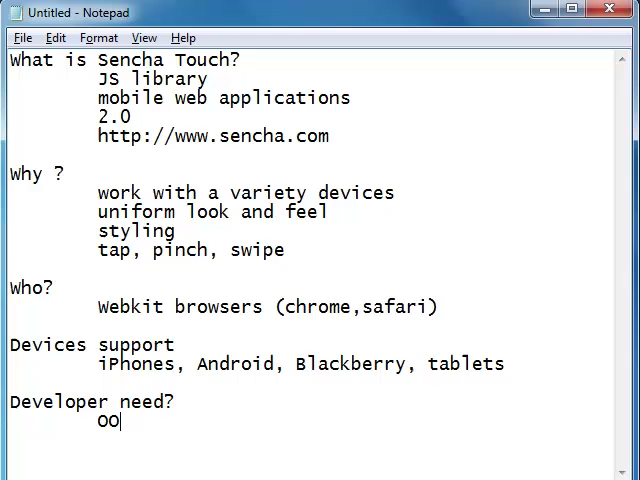 Untitled - Notepad
File Edit Format View Help
What is Sencha Touch?
JS library
mobile web applications
2.0
http://www.sencha.com
Why ?
work with a variety devices
uniform look and feel
styling
tap, pinch, swipe
Who?
Webkit browsers (chrome,safari)
Devices support
iPhones, Android, Blackberry, tablets
Developer need?
OO